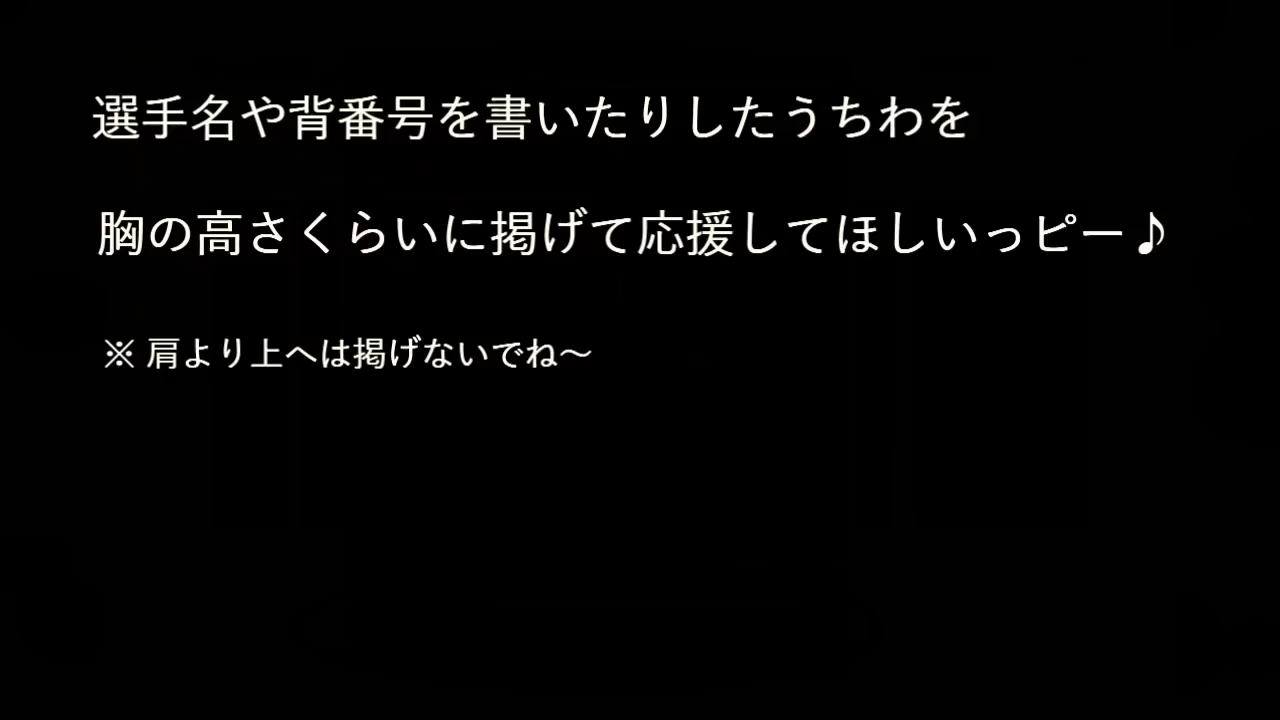 選手名や背番号を書いたりしたうちわを
胸の高さくらいに掲げて応援してほしいっピー♪
※ 肩より上へは掲げないでね～